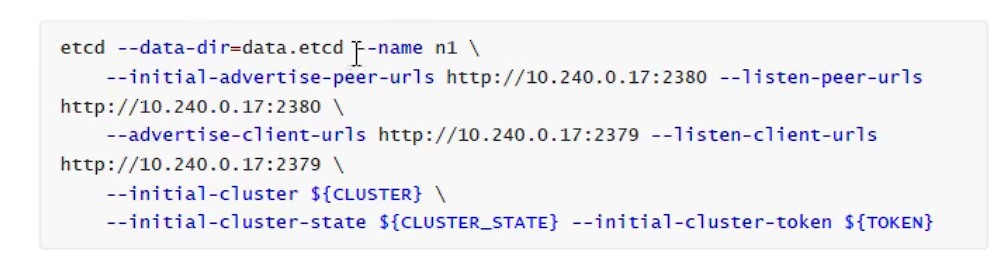 etcd --data-dir=data.etcd --name n1 \
--initial-advertise-peer-urls http://10.240.0.17:2380 --listen-peer-urls
http://10.240.0.17:2380 \
--advertise-client-urls http://10.240.0.17:2379 --listen-client-urls
http://10.240.0.17:2379 \
--initial-cluster ${CLUSTER} \
--initial-cluster-state ${CLUSTER_STATE} --initial-cluster-token ${TOKEN}